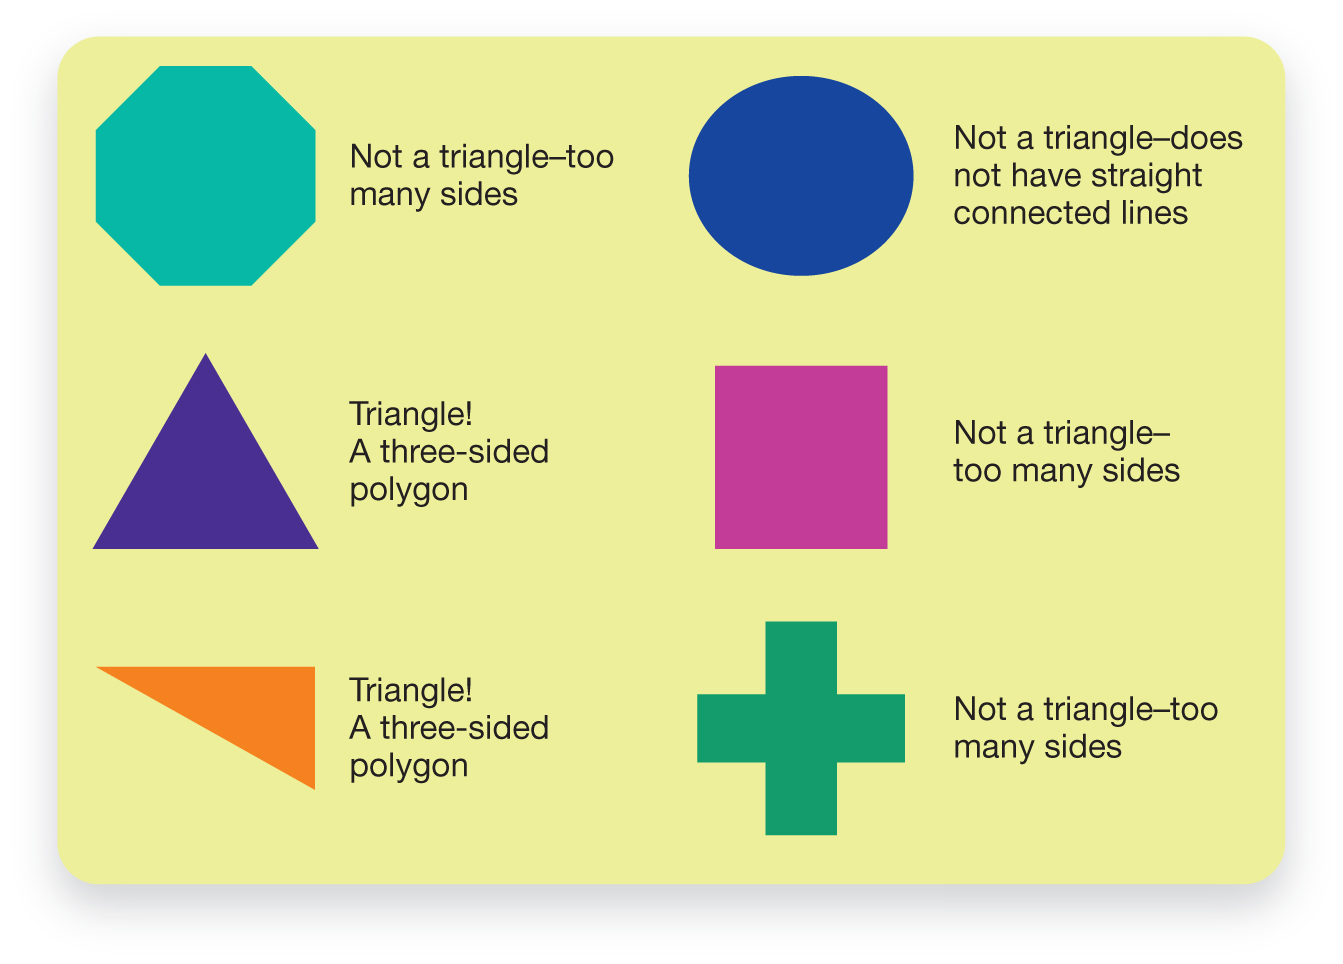 Not a triangle–too
many sides
Not a triangle–does
not have straight
connected lines
Triangle!
A three-sided
polygon
Not a triangle–
too many sides
Triangle!
A three-sided
polygon
Not a triangle–too
many sides